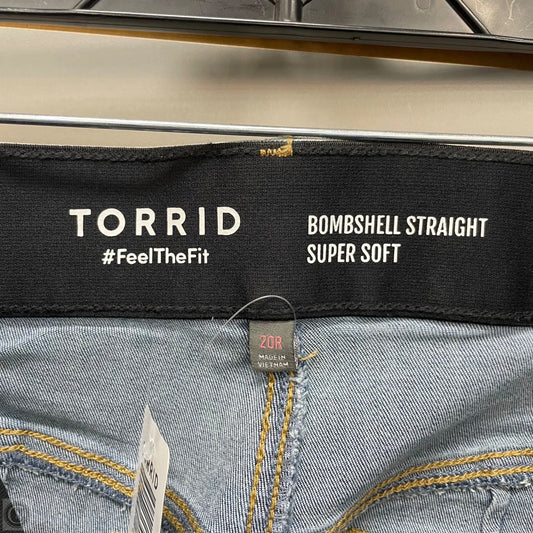 TORRID
#FeelTheFit
BOMBSHELL STRAIGHT
SUPER SOFT
20R
MADE IN
VIETNAM